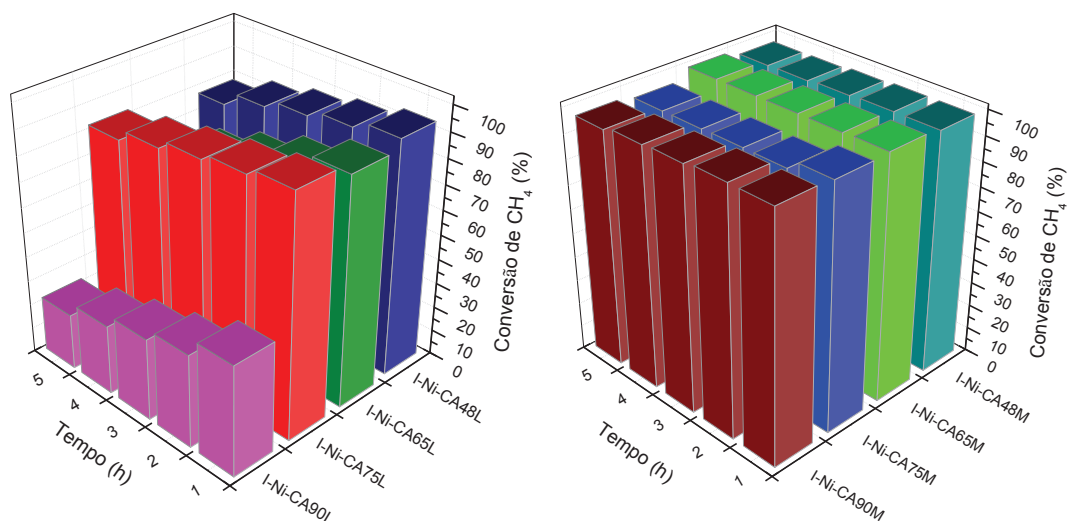 100
90
80
70
60
50
40
30
20
10
0
Conversão de CH₄ (%)
I-Ni-CA48L
I-Ni-CA65L
I-Ni-CA75L
I-Ni-CA90L
5
4
3
2
1
Tempo (h)
100
90
80
70
60
50
40
30
20
10
0
Conversão de CH₄ (%)
I-Ni-CA48M
I-Ni-CA65M
I-Ni-CA75M
I-Ni-CA90M
5
4
3
2
1
Tempo (h)